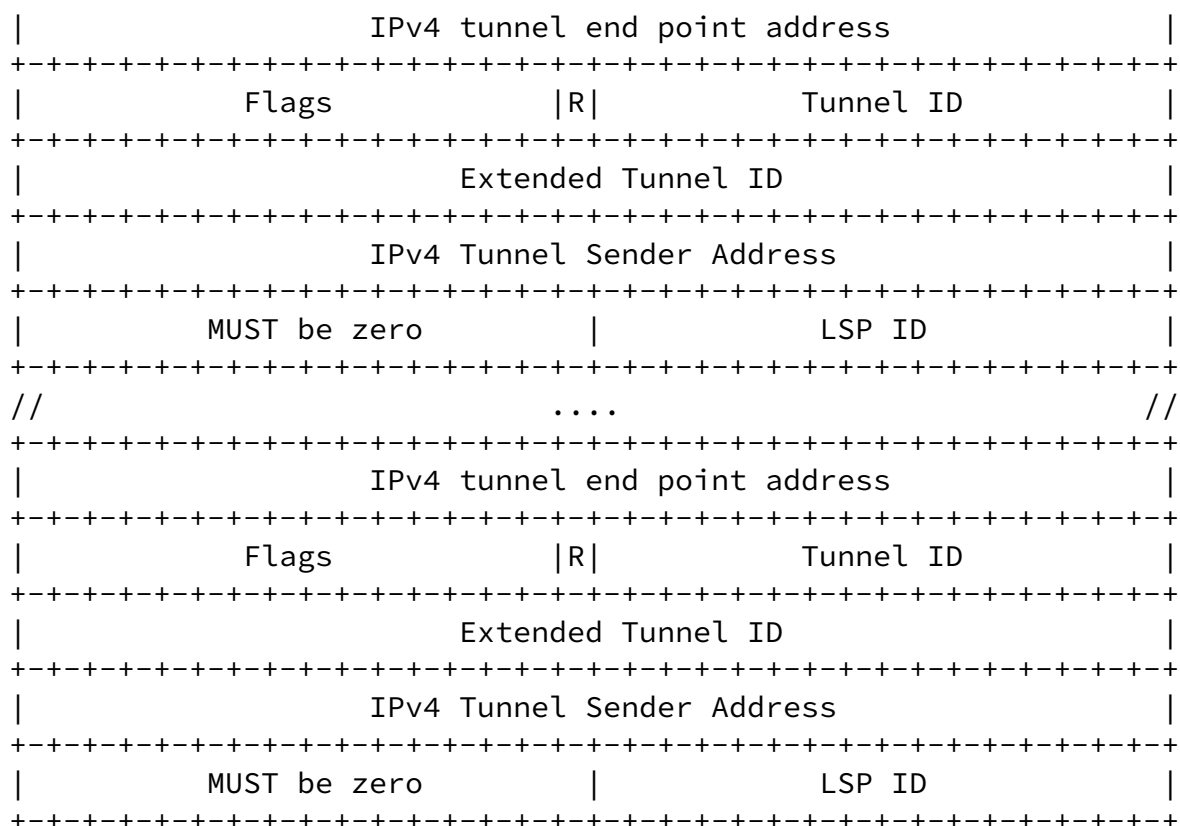 |                   IPv4 tunnel end point address               |
+-+-+-+-+-+-+-+-+-+-+-+-+-+-+-+-+-+-+-+-+-+-+-+-+-+-+-+-+-+-+-+-+
|            Flags            |R|           Tunnel ID           |
+-+-+-+-+-+-+-+-+-+-+-+-+-+-+-+-+-+-+-+-+-+-+-+-+-+-+-+-+-+-+-+-+
|                        Extended Tunnel ID                     |
+-+-+-+-+-+-+-+-+-+-+-+-+-+-+-+-+-+-+-+-+-+-+-+-+-+-+-+-+-+-+-+-+
|                   IPv4 Tunnel Sender Address                  |
+-+-+-+-+-+-+-+-+-+-+-+-+-+-+-+-+-+-+-+-+-+-+-+-+-+-+-+-+-+-+-+-+
|          MUST be zero         |            LSP ID             |
+-+-+-+-+-+-+-+-+-+-+-+-+-+-+-+-+-+-+-+-+-+-+-+-+-+-+-+-+-+-+-+-+
//                            ....                             //
+-+-+-+-+-+-+-+-+-+-+-+-+-+-+-+-+-+-+-+-+-+-+-+-+-+-+-+-+-+-+-+-+
|                   IPv4 tunnel end point address               |
+-+-+-+-+-+-+-+-+-+-+-+-+-+-+-+-+-+-+-+-+-+-+-+-+-+-+-+-+-+-+-+-+
|            Flags            |R|           Tunnel ID           |
+-+-+-+-+-+-+-+-+-+-+-+-+-+-+-+-+-+-+-+-+-+-+-+-+-+-+-+-+-+-+-+-+
|                        Extended Tunnel ID                     |
+-+-+-+-+-+-+-+-+-+-+-+-+-+-+-+-+-+-+-+-+-+-+-+-+-+-+-+-+-+-+-+-+
|                   IPv4 Tunnel Sender Address                  |
+-+-+-+-+-+-+-+-+-+-+-+-+-+-+-+-+-+-+-+-+-+-+-+-+-+-+-+-+-+-+-+-+
|          MUST be zero         |            LSP ID             |
+-+-+-+-+-+-+-+-+-+-+-+-+-+-+-+-+-+-+-+-+-+-+-+-+-+-+-+-+-+-+-+-+